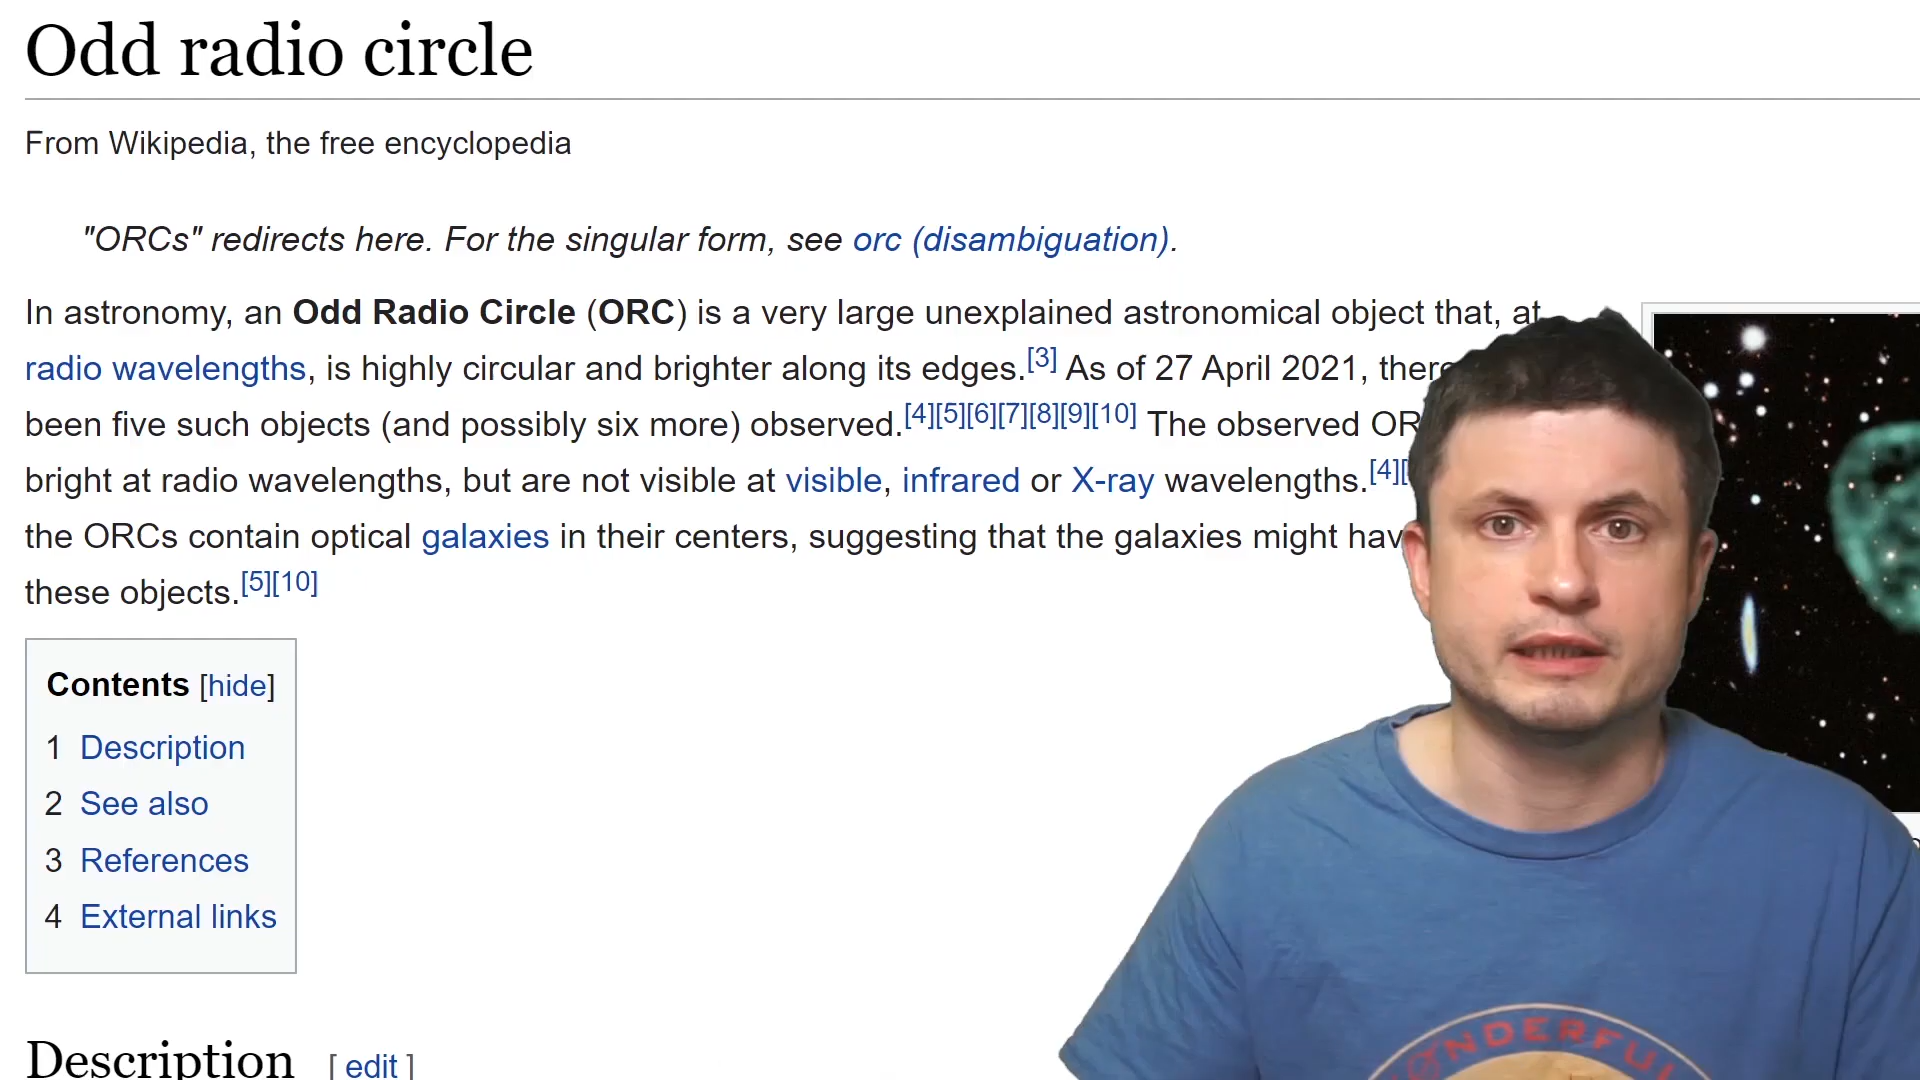 Odd radio circle
From Wikipedia, the free encyclopedia
"ORCs" redirects here. For the singular form, see orc (disambiguation).
In astronomy, an Odd Radio Circle (ORC) is a very large unexplained astronomical object that, at
radio wavelengths, is highly circular and brighter along its edges.[3] As of 27 April 2021, there
been five such objects (and possibly six more) observed.[4][5][6][7][8][9][10] The observed OR
bright at radio wavelengths, but are not visible at visible, infrared or X-ray wavelengths.[4][
the ORCs contain optical galaxies in their centers, suggesting that the galaxies might hav
these objects.[5][10]
Contents [hide]
1 Description
2 See also
3 References
4 External links
Description [ edit ]